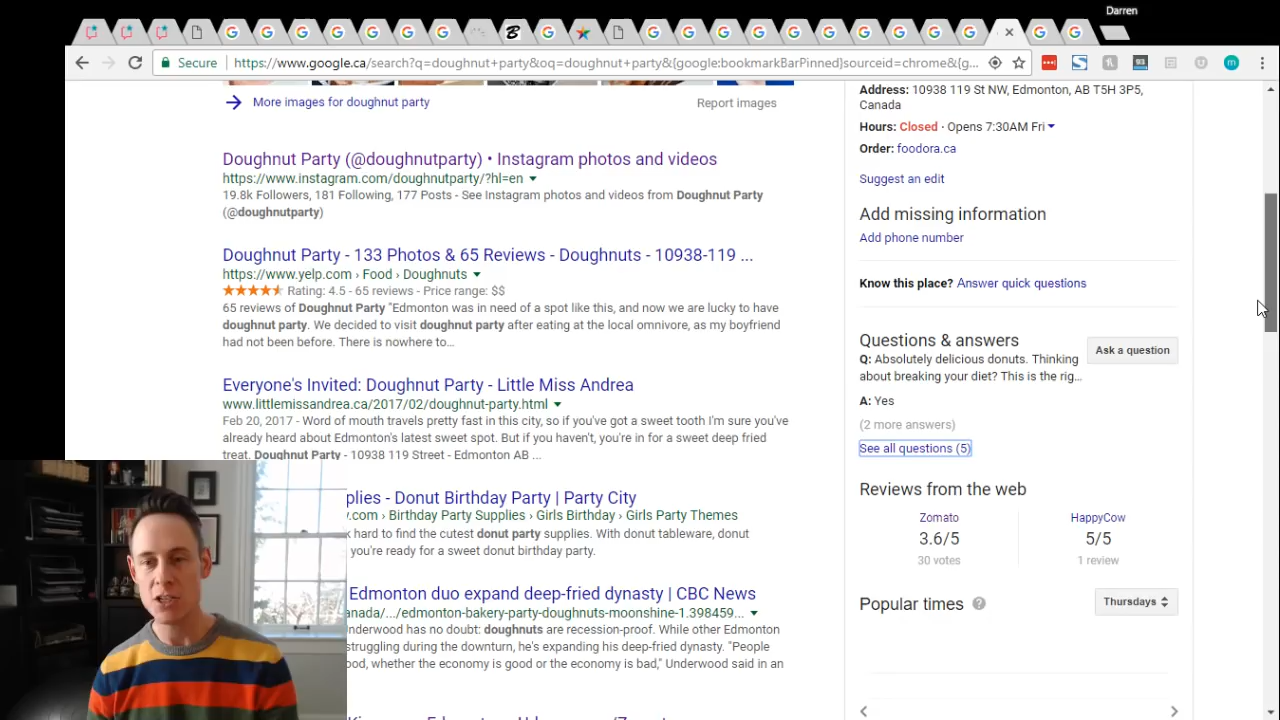 Darren
Secure
https://www.google.ca/search?q=doughnut+party&oq=doughnut+party&{google:bookmarkBarPinned}sourceid=chrome&{g...
93
m
More images for doughnut party
Report images
Doughnut Party (@doughnutparty) • Instagram photos and videos
https://www.instagram.com/doughnutparty/?hl=en
19.8k Followers, 181 Following, 177 Posts - See Instagram photos and videos from Doughnut Party
(@doughnutparty)
Doughnut Party - 133 Photos & 65 Reviews - Doughnuts - 10938-119 ...
https://www.yelp.com › Food › Doughnuts
Rating: 4.5 - 65 reviews - Price range: $$
65 reviews of Doughnut Party "Edmonton was in need of a spot like this, and now we are lucky to have
doughnut party. We decided to visit doughnut party after eating at the local omnivore, as my boyfriend
had not been before. There is nowhere to...
Everyone's Invited: Doughnut Party - Little Miss Andrea
www.littlemissandrea.ca/2017/02/doughnut-party.html
Feb 20, 2017 - Word of mouth travels pretty fast in this city, so if you've got a sweet tooth I'm sure you've
already heard about Edmonton's latest sweet spot. But if you haven't, you're in for a sweet deep fried
treat. Doughnut Party - 10938 119 Street - Edmonton AB ...
plies - Donut Birthday Party | Party City
.com › Birthday Party Supplies › Girls Birthday › Girls Party Themes
hard to find the cutest donut party supplies. With donut tableware, donut
you're ready for a sweet donut birthday party.
Edmonton duo expand deep-fried dynasty | CBC News
anada/.../edmonton-bakery-party-doughnuts-moonshine-1.398459...
nderwood has no doubt: doughnuts are recession-proof. While other Edmonton
struggling during the downturn, he's expanding his deep-fried dynasty. "People
ood, whether the economy is good or the economy is bad," Underwood said in an
Address: 10938 119 St NW, Edmonton, AB T5H 3P5,
Canada
Hours: Closed · Opens 7:30AM Fri
Order: foodora.ca
Suggest an edit
Add missing information
Add phone number
Know this place? Answer quick questions
Questions & answers
Ask a question
Q: Absolutely delicious donuts. Thinking
about breaking your diet? This is the rig...
A: Yes
(2 more answers)
See all questions (5)
Reviews from the web
Zomato
HappyCow
3.6/5
5/5
30 votes
1 review
Popular times
?
Thursdays